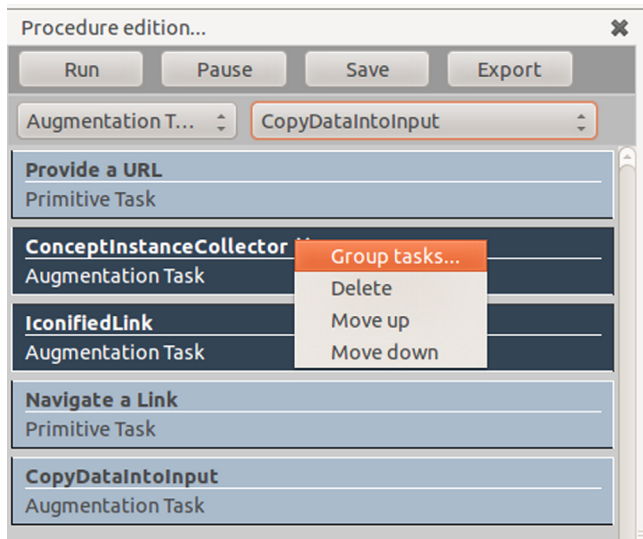 Procedure edition...
Run Pause Save Export
Augmentation T... CopyDataIntoInput
Provide a URL
Primitive Task
ConceptInstanceCollector
Group tasks...
Augmentation Task
Delete
IconifiedLink
Move up
Augmentation Task
Move down
Navigate a Link
Primitive Task
CopyDataIntoInput
Augmentation Task